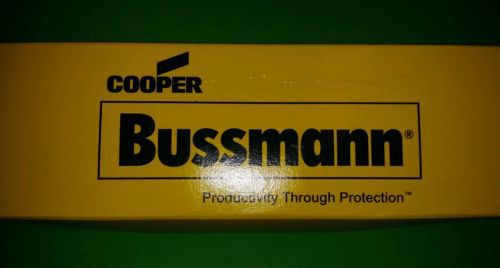 COOPER
Bussmann®
Productivity Through Protection™